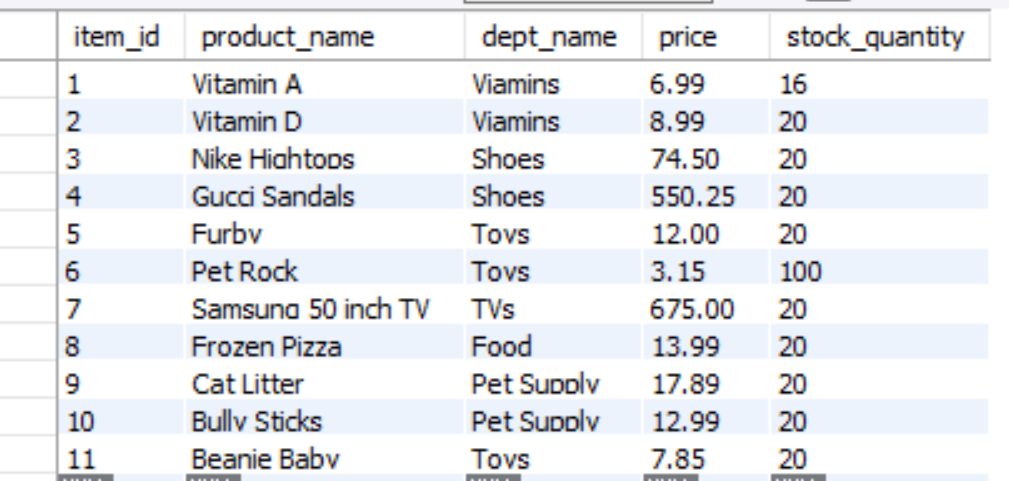 item_id product_name dept_name price stock_quantity
1 Vitamin A Viamins 6.99 16
2 Vitamin D Viamins 8.99 20
3 Nike Hightops Shoes 74.50 20
4 Gucci Sandals Shoes 550.25 20
5 Furby Toys 12.00 20
6 Pet Rock Toys 3.15 100
7 Samsung 50 inch TV TVs 675.00 20
8 Frozen Pizza Food 13.99 20
9 Cat Litter Pet Supply 17.89 20
10 Bully Sticks Pet Supply 12.99 20
11 Beanie Baby Toys 7.85 20